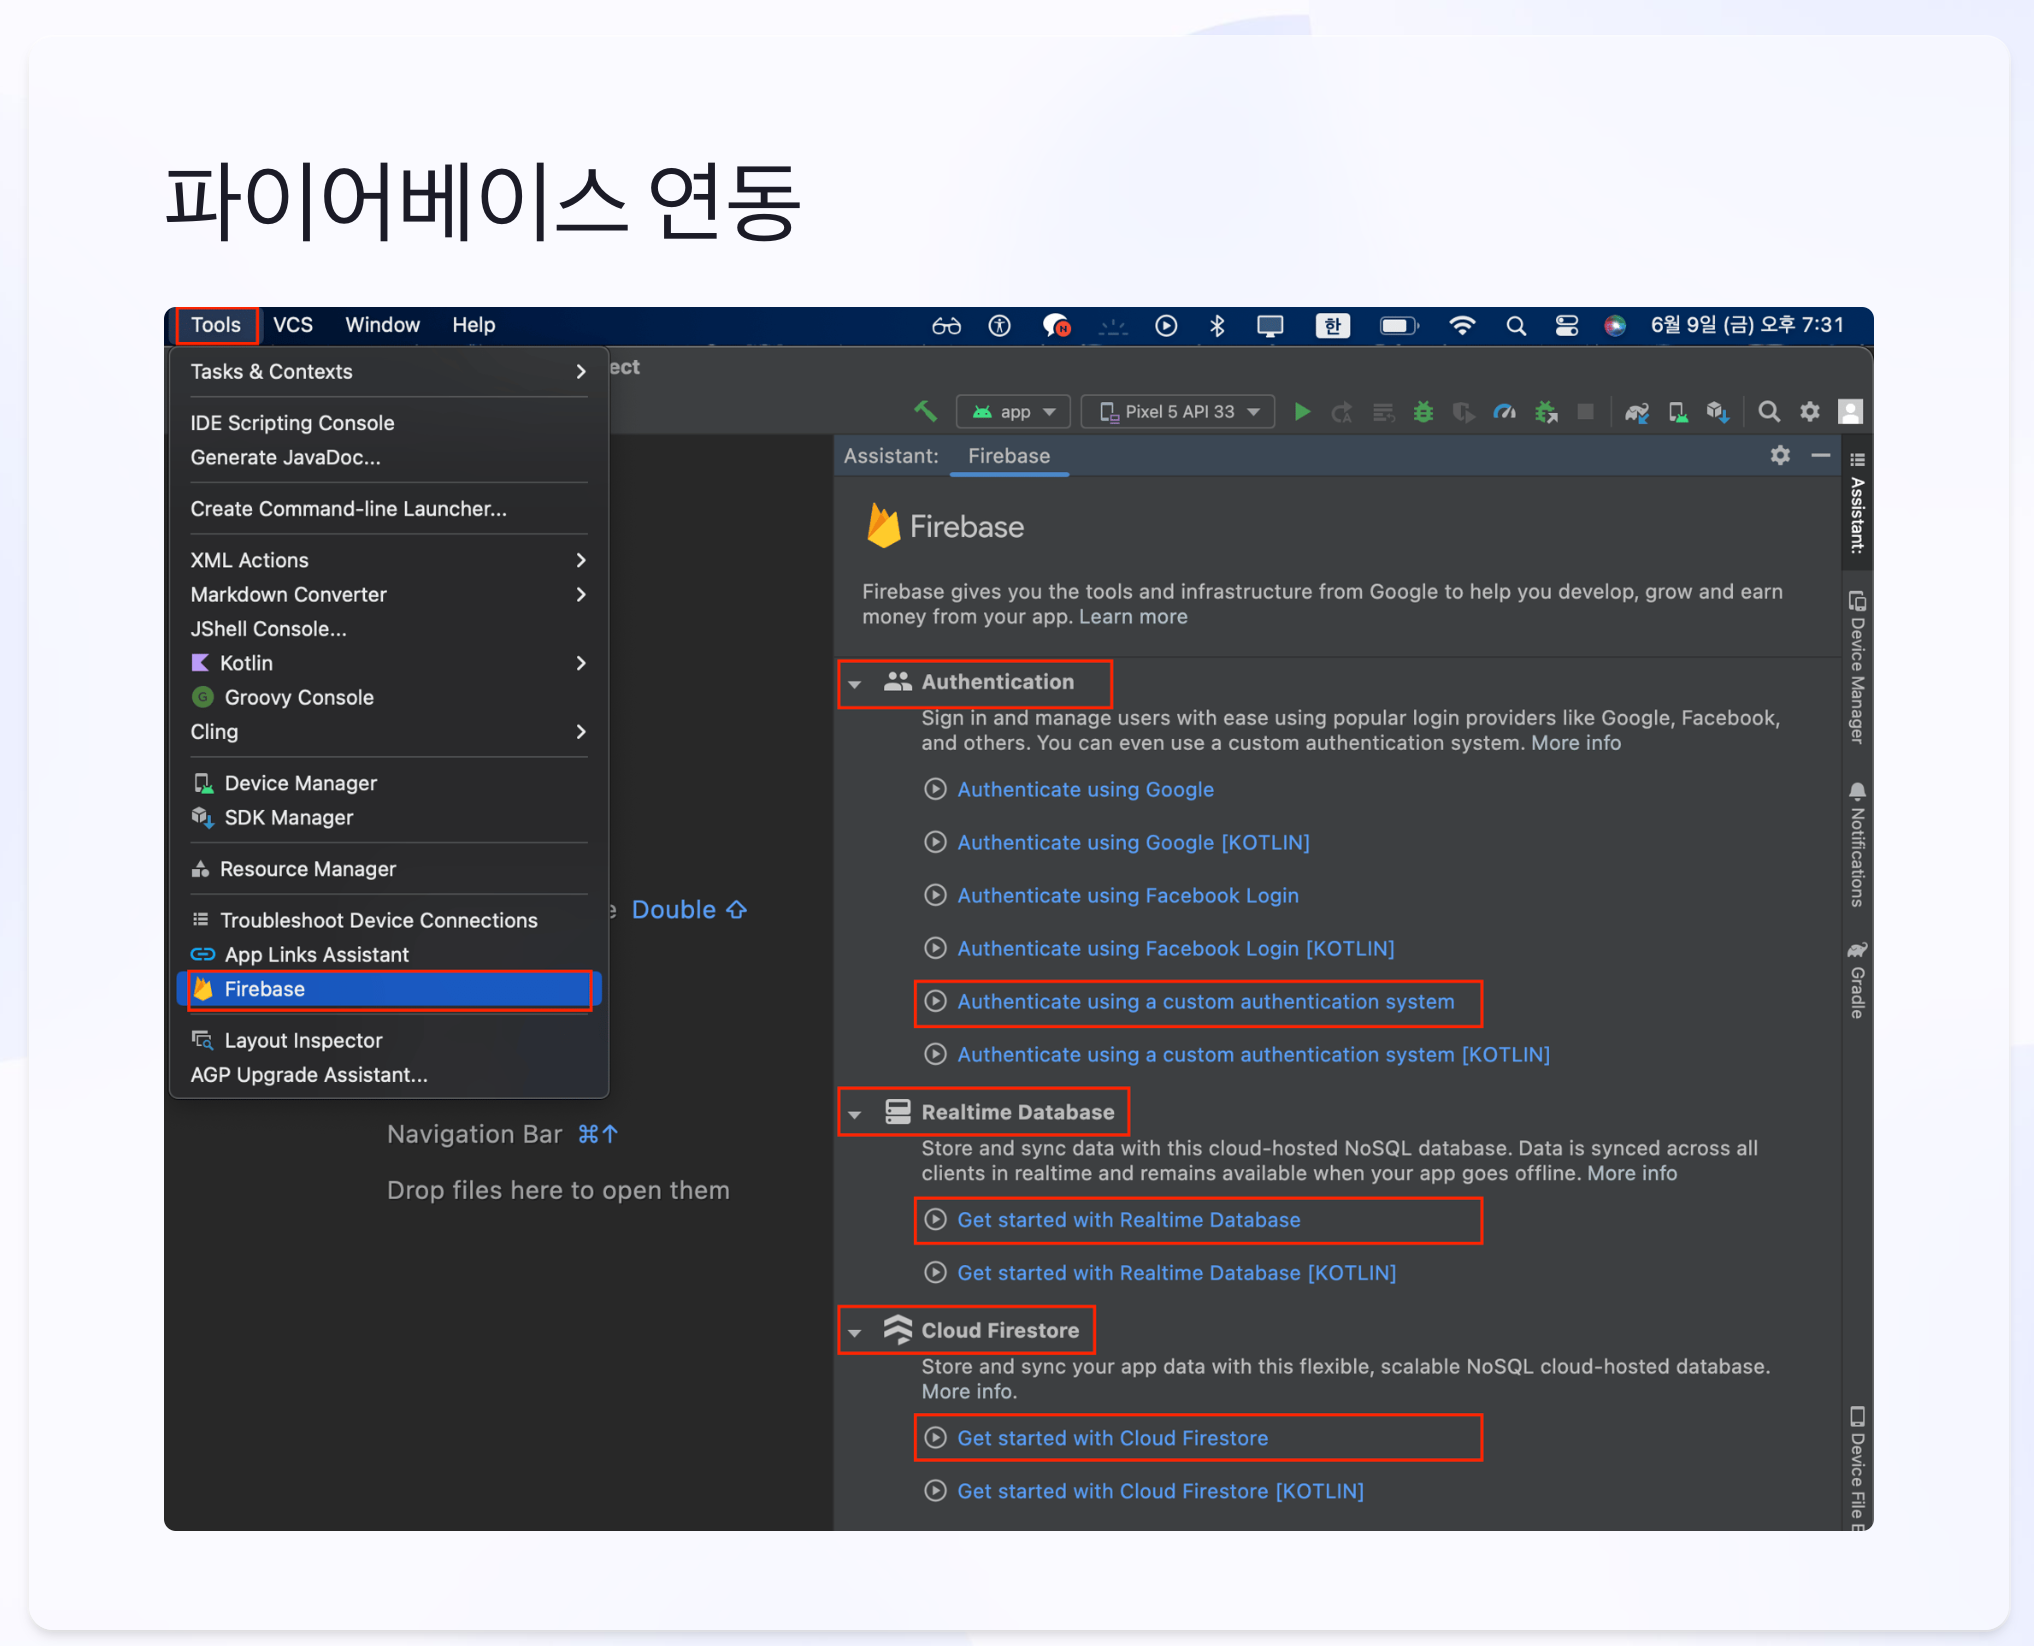 파이어베이스 연동
Tools VCS Window Help
한 6월 9일 (금) 오후 7:31
Tasks & Contexts
IDE Scripting Console
Generate JavaDoc...
Create Command-line Launcher...
XML Actions
Markdown Converter
JShell Console...
Kotlin
G Groovy Console
Cling
Device Manager
SDK Manager
Resource Manager
Troubleshoot Device Connections
App Links Assistant
Firebase
Layout Inspector
AGP Upgrade Assistant...
ect
app Pixel 5 API 33
Double ⇧
Navigation Bar ⌘↑
Drop files here to open them
Assistant: Firebase
Firebase
Firebase gives you the tools and infrastructure from Google to help you develop, grow and earn
money from your app. Learn more
Authentication
Sign in and manage users with ease using popular login providers like Google, Facebook,
and others. You can even use a custom authentication system. More info
Authenticate using Google
Authenticate using Google [KOTLIN]
Authenticate using Facebook Login
Authenticate using Facebook Login [KOTLIN]
Authenticate using a custom authentication system
Authenticate using a custom authentication system [KOTLIN]
Realtime Database
Store and sync data with this cloud-hosted NoSQL database. Data is synced across all
clients in realtime and remains available when your app goes offline. More info
Get started with Realtime Database
Get started with Realtime Database [KOTLIN]
Cloud Firestore
Store and sync your app data with this flexible, scalable NoSQL cloud-hosted database.
More info.
Get started with Cloud Firestore
Get started with Cloud Firestore [KOTLIN]
Assistant:
Device Manager
Notifications
Gradle
Device File